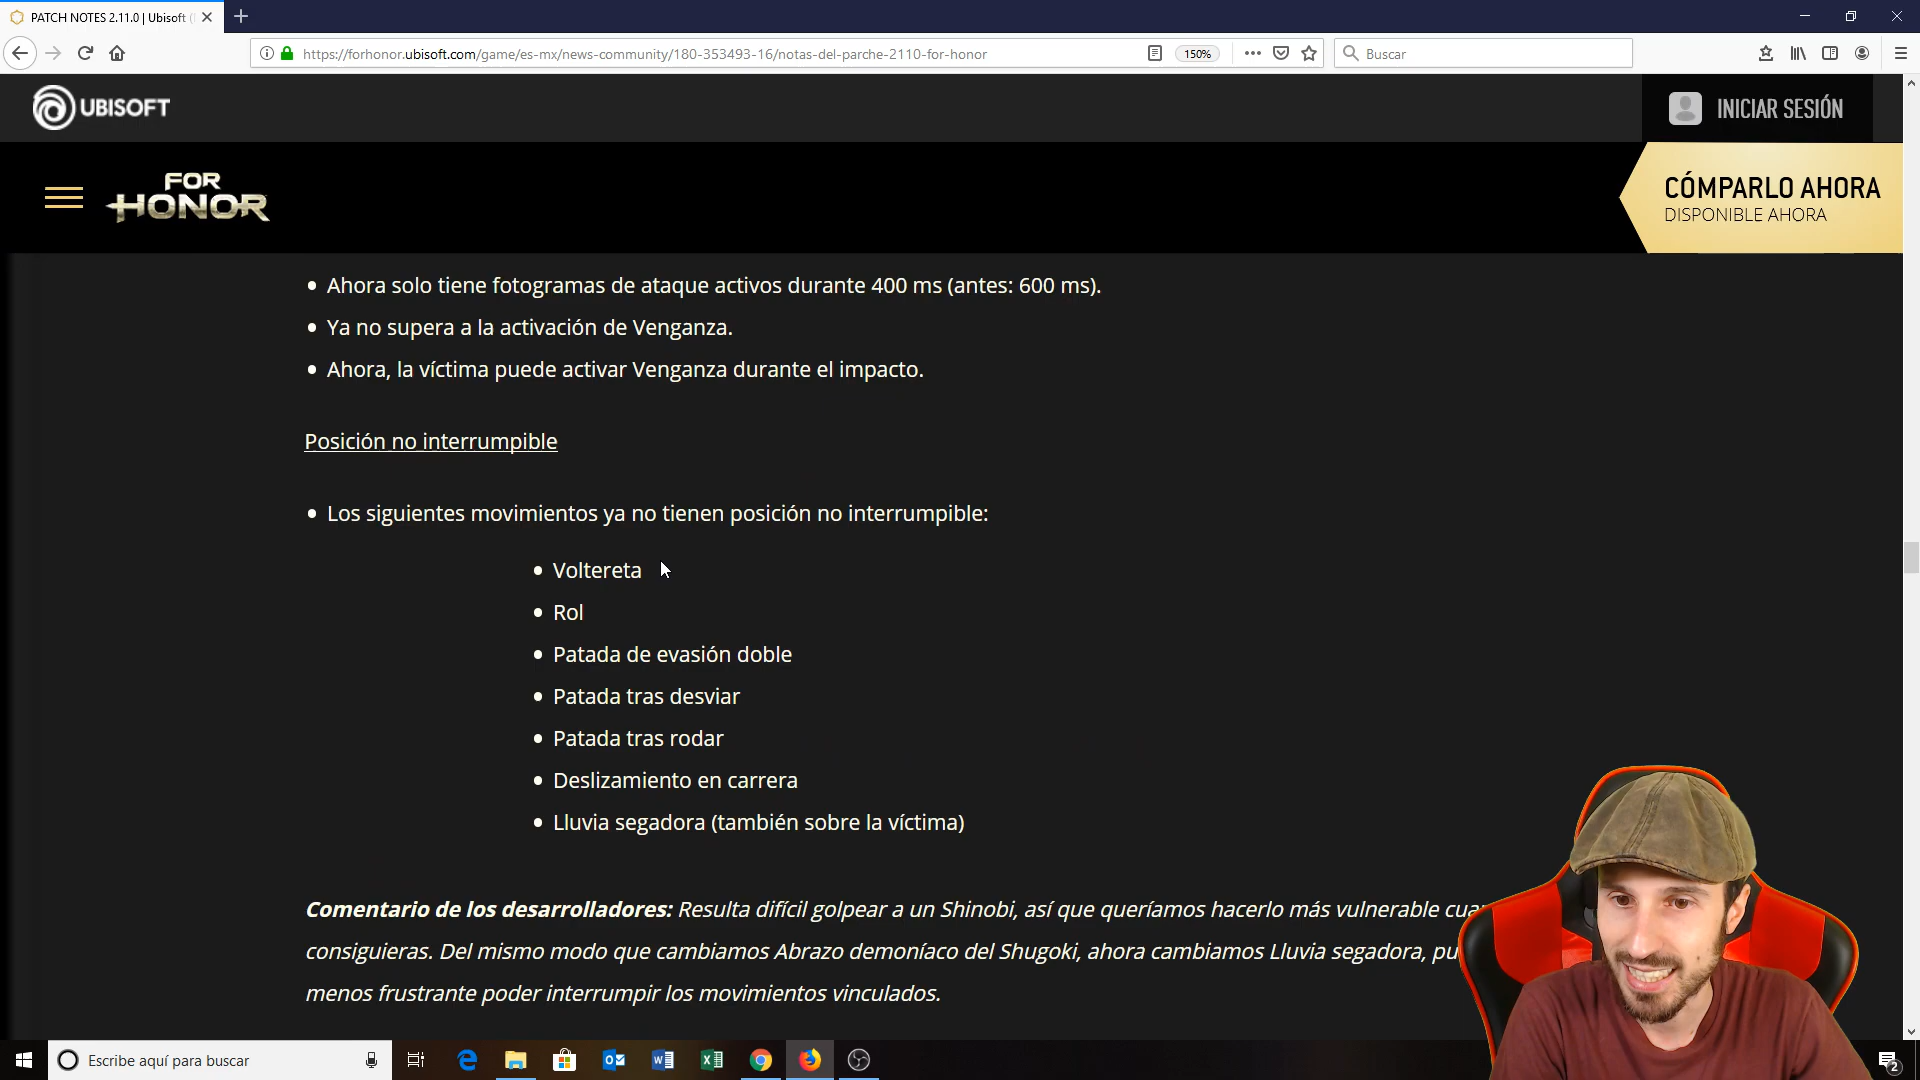 PATCH NOTES 2.11.0 | Ubisoft (
https://forhonor.ubisoft.com/game/es-mx/news-community/180-353493-16/notas-del-parche-2110-for-honor
150%
Buscar
UBISOFT
INICIAR SESIÓN
FOR
HONOR
CÓMPARLO AHORA
DISPONIBLE AHORA
Ahora solo tiene fotogramas de ataque activos durante 400 ms (antes: 600 ms).
Ya no supera a la activación de Venganza.
Ahora, la víctima puede activar Venganza durante el impacto.
Posición no interrumpible
Los siguientes movimientos ya no tienen posición no interrumpible:
Voltereta
Rol
Patada de evasión doble
Patada tras desviar
Patada tras rodar
Deslizamiento en carrera
Lluvia segadora (también sobre la víctima)
Comentario de los desarrolladores: Resulta difícil golpear a un Shinobi, así que queríamos hacerlo más vulnerable
consiguieras. Del mismo modo que cambiamos Abrazo demoníaco del Shugoki, ahora cambiamos Lluvia segadora,
menos frustrante poder interrumpir los movimientos vinculados.
Escribe aquí para buscar
2